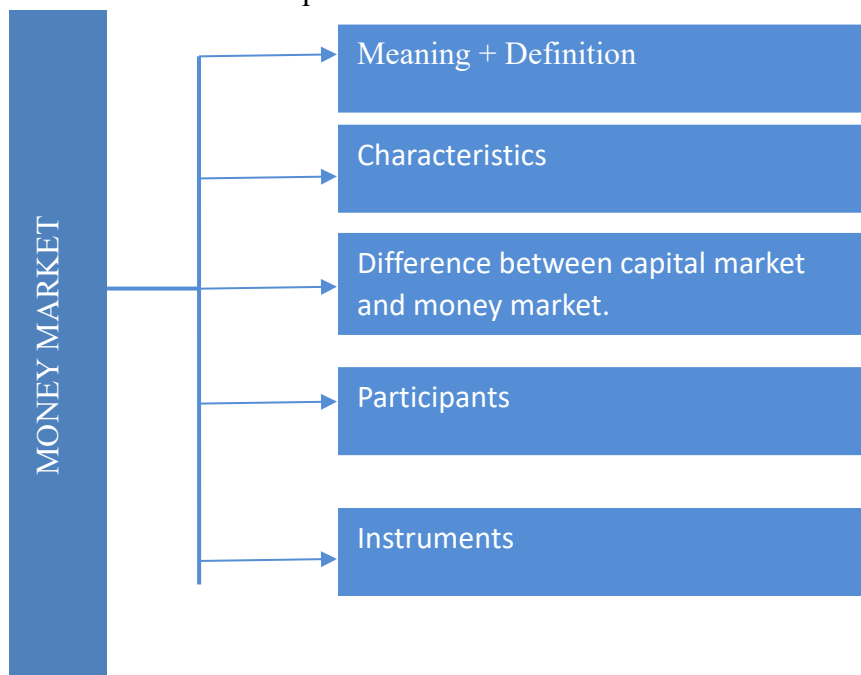 MONEY MARKET
Meaning + Definition
Characteristics
Difference between capital market
and money market.
Participants
Instruments